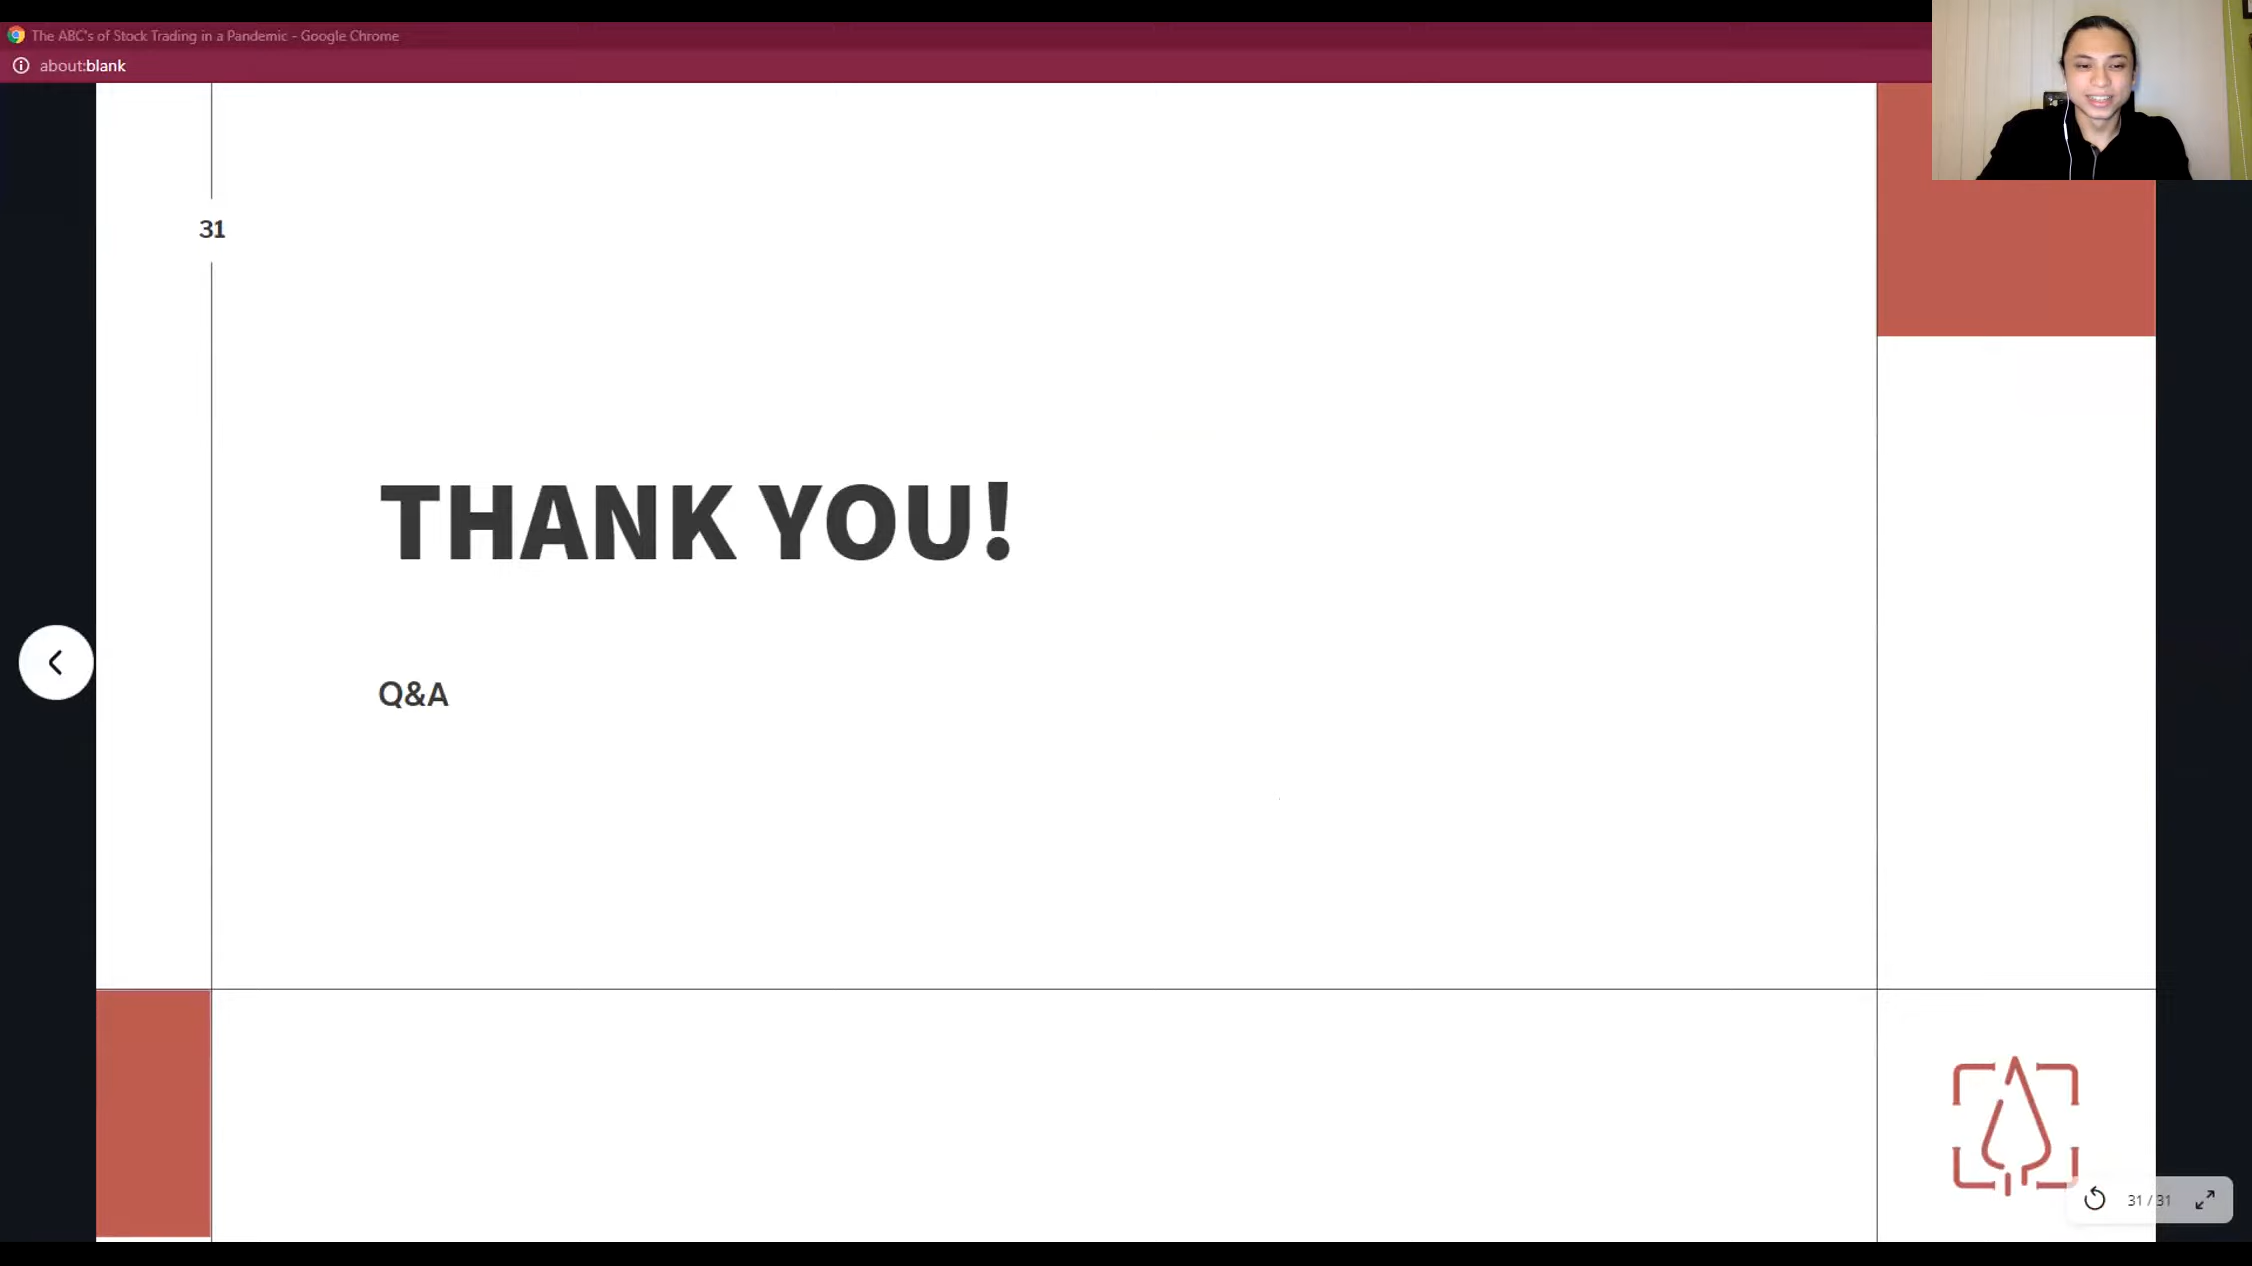 The ABC's of Stock Trading in a Pandemic - Google Chrome
about:blank
31
THANK YOU!
Q&A
31 / 31